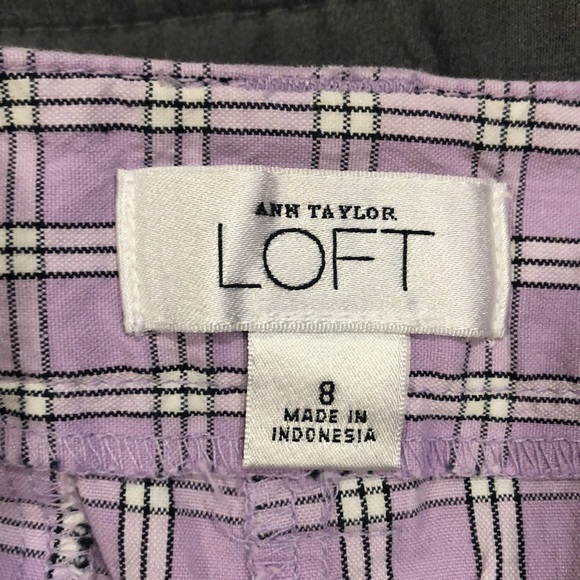 ANN TAYLOR
LOFT
8
MADE IN
INDONESIA